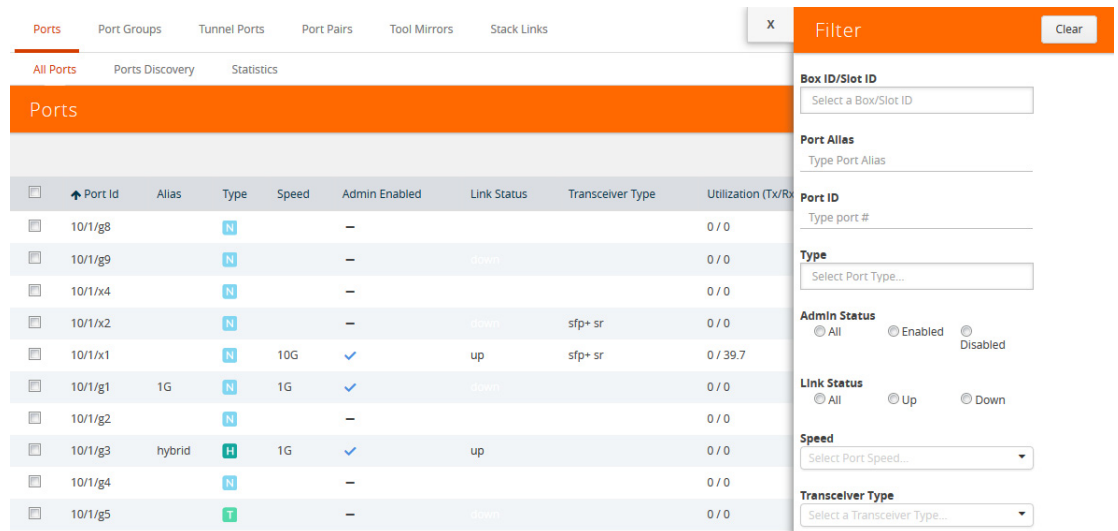 Ports Port Groups Tunnel Ports Port Pairs Tool Mirrors Stack Links
X
Filter Clear
All Ports Ports Discovery Statistics
Ports
Port Id Alias Type Speed Admin Enabled Link Status Transceiver Type Utilization (Tx/Rx
10/1/g8 N – 0 / 0
10/1/g9 N – down 0 / 0
10/1/x4 N – 0 / 0
10/1/x2 N – down sfp+ sr 0 / 0
10/1/x1 N 10G up sfp+ sr 0 / 39.7
10/1/g1 1G N 1G down 0 / 0
10/1/g2 N – 0 / 0
10/1/g3 hybrid H 1G up 0 / 0
10/1/g4 N – 0 / 0
10/1/g5 T – down 0 / 0
Box ID/Slot ID
Select a Box/Slot ID
Port Alias
Type Port Alias
Port ID
Type port #
Type
Select Port Type...
Admin Status
All Enabled Disabled
Link Status
All Up Down
Speed
Select Port Speed...
Transceiver Type
Select a Transceiver Type...